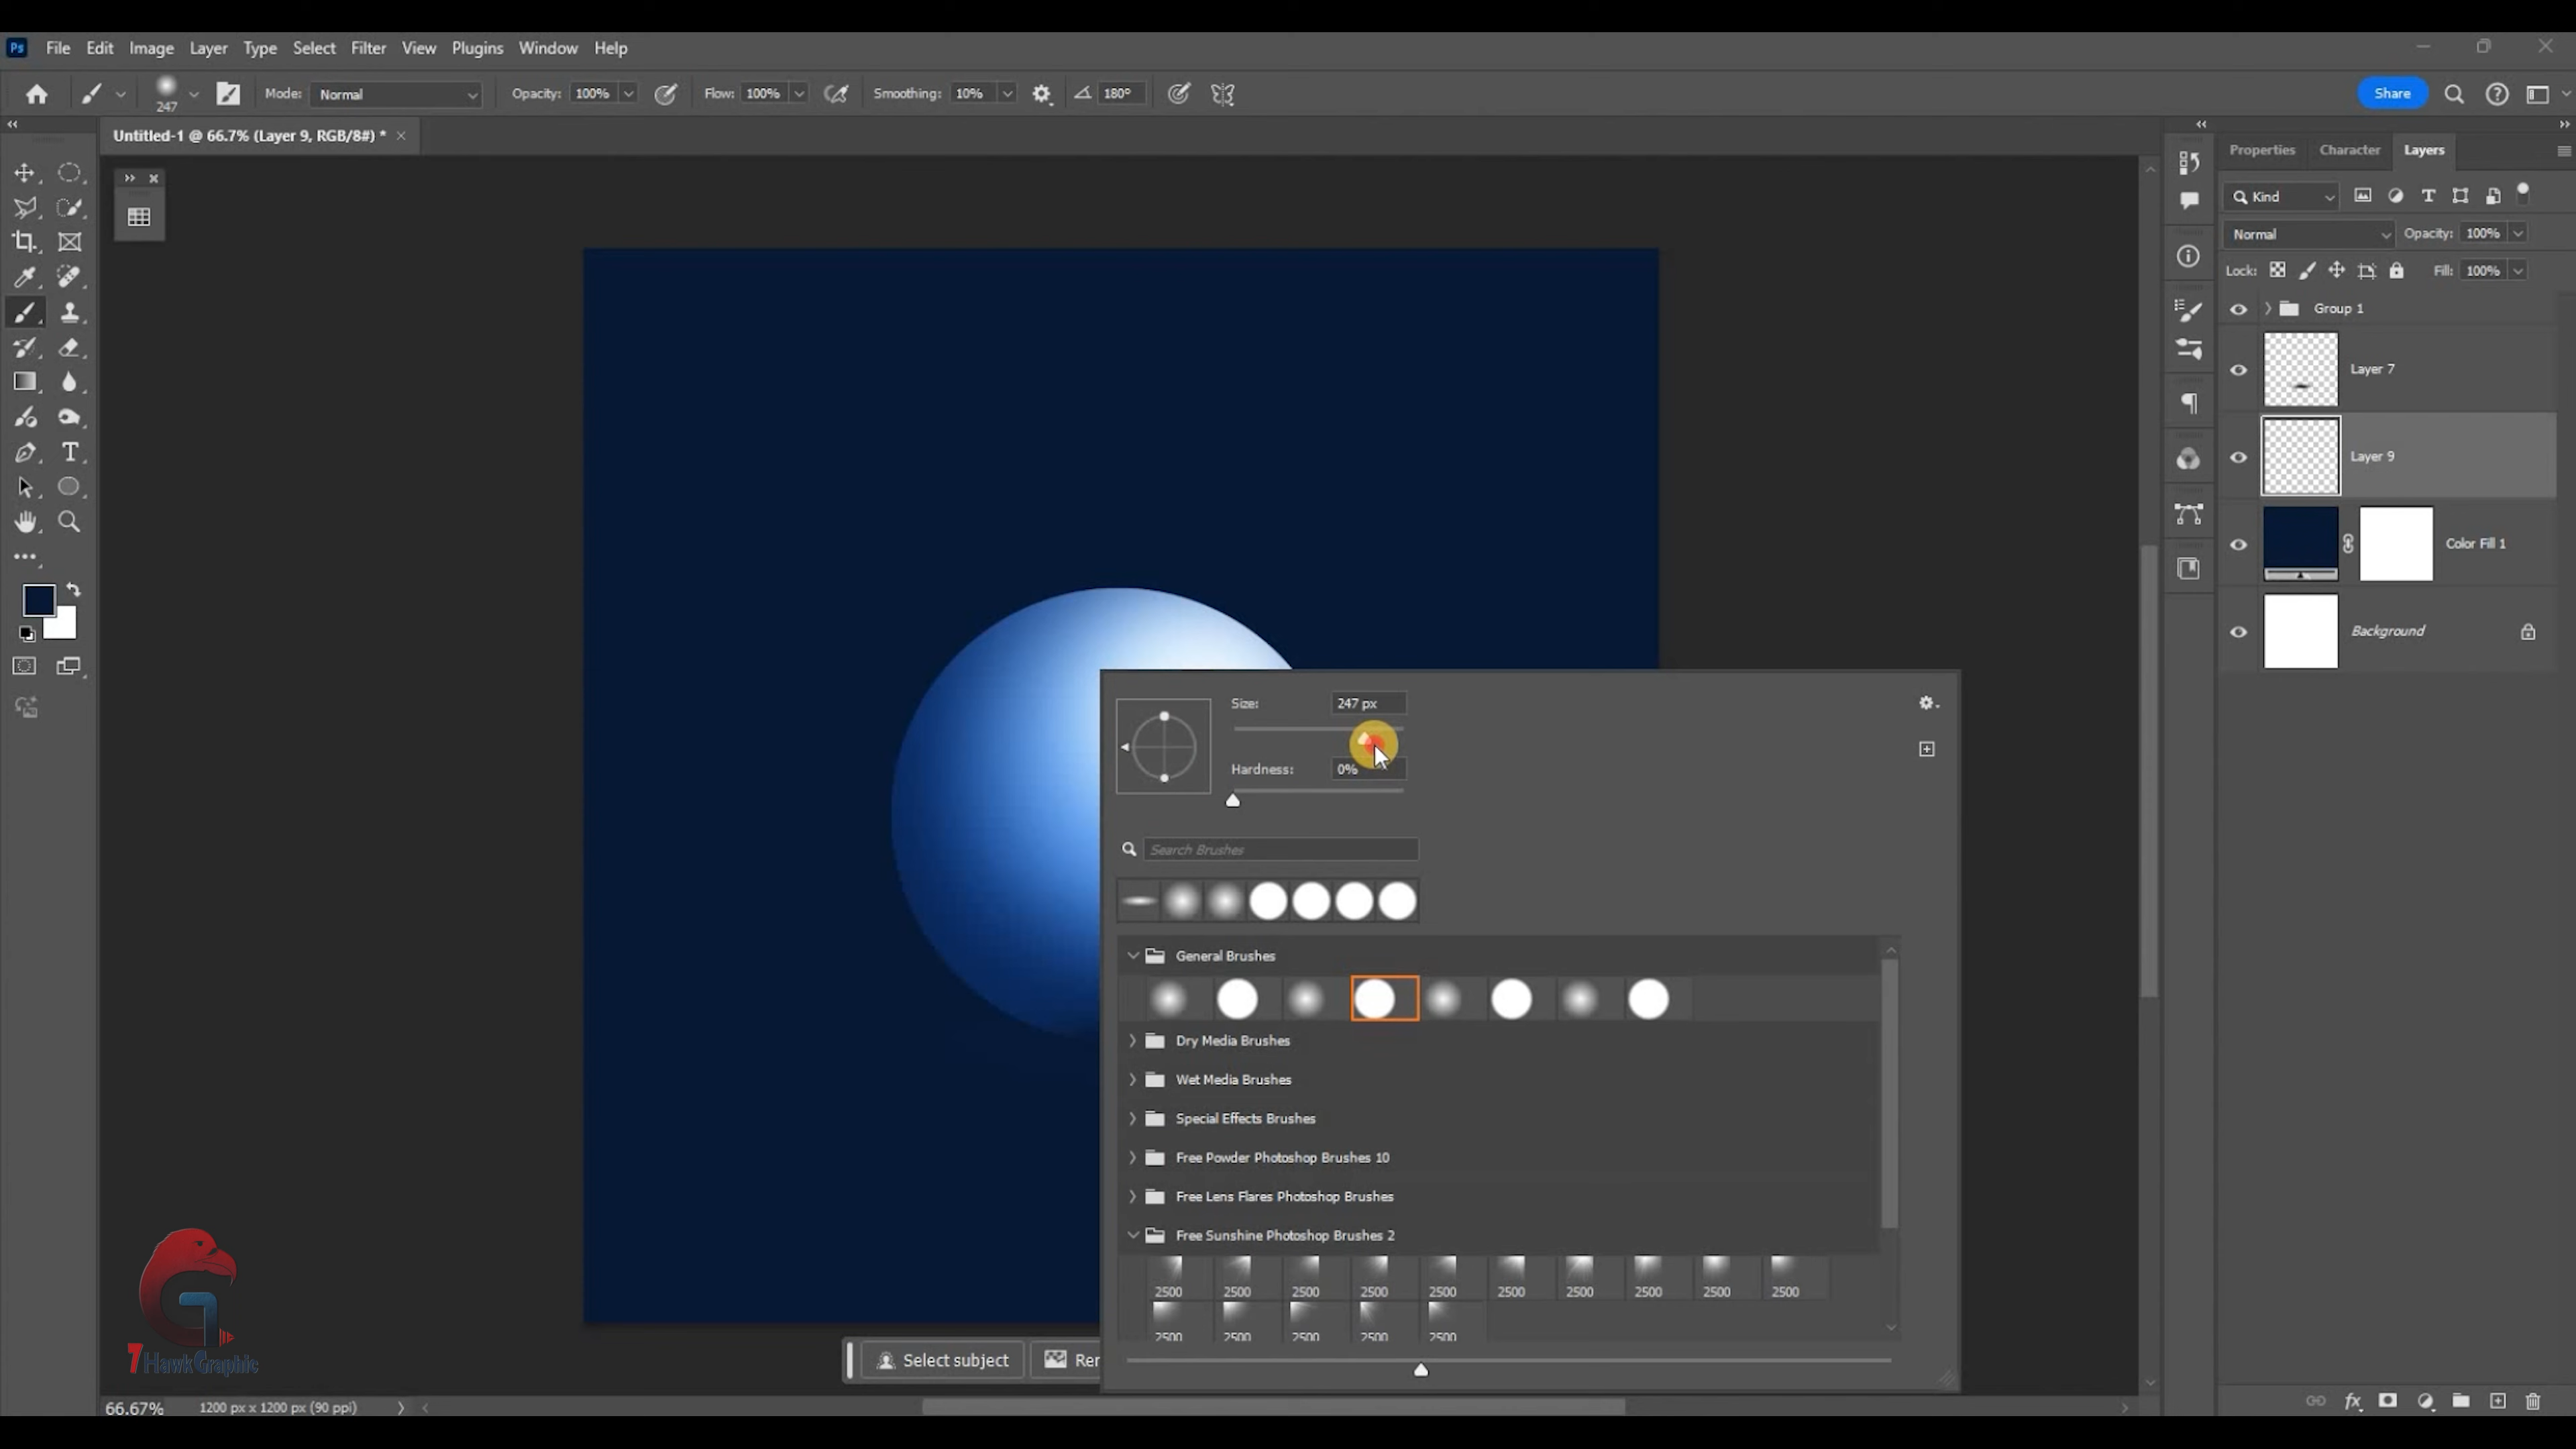 Ps File Edit Image Layer Type Select Filter View Plugins Window Help
247 Mode: Normal Opacity: 100% Flow: 100% Smoothing: 10% 180° Share
Untitled-1 @ 66.7% (Layer 9, RGB/8#) * ×
Properties Character Layers
Kind
Normal Opacity: 100%
Lock: Fill: 100%
Group 1
Layer 7
Layer 9
Color Fill 1
Background
Size: 247 px
Hardness: 0%
Search Brushes
General Brushes
Dry Media Brushes
Wet Media Brushes
Special Effects Brushes
Free Powder Photoshop Brushes 10
Free Lens Flares Photoshop Brushes
Free Sunshine Photoshop Brushes 2
2500 2500 2500 2500 2500 2500 2500 2500 2500 2500
2500 2500 2500 2500 2500
Select subject Rer
G
7HawkGraphic
66.67% 1200 px x 1200 px (90 ppi)
fx